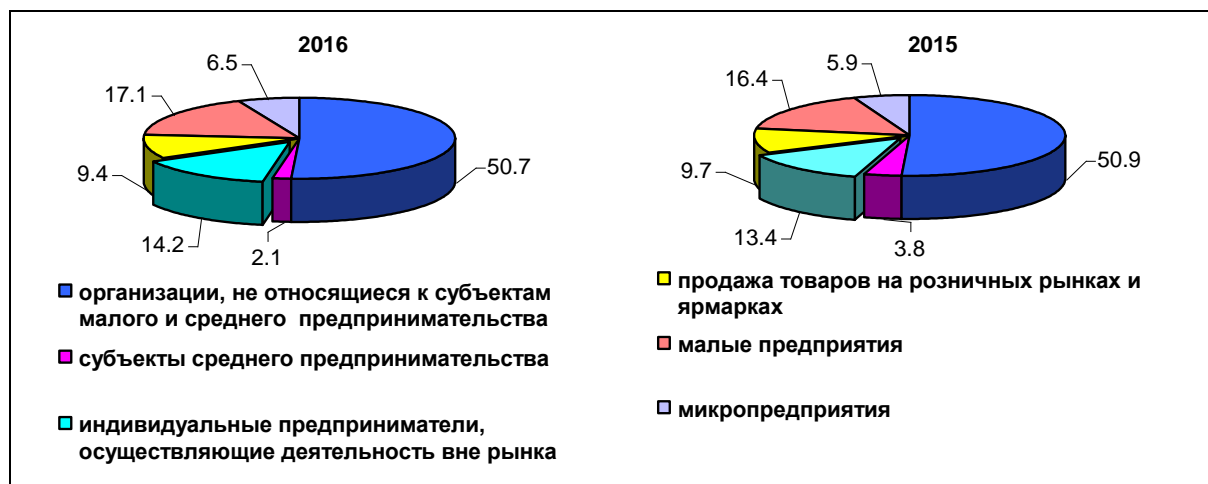 2016
6.5
17.1
50.7
9.4
14.2
2.1
2015
5.9
16.4
50.9
9.7
13.4
3.8
организации, не относящиеся к субъектам
малого и среднего предпринимательства
субъекты среднего предпринимательства
индивидуальные предприниматели,
осуществляющие деятельность вне рынка
продажа товаров на розничных рынках и
ярмарках
малые предприятия
микропредприятия